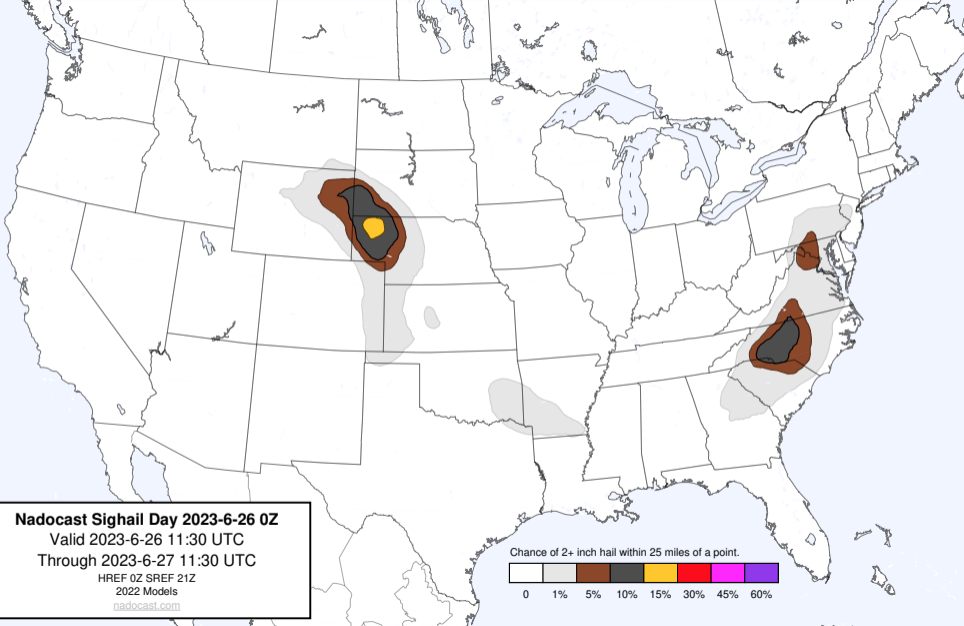 Nadocast Sighail Day 2023-6-26 0Z
Valid 2023-6-26 11:30 UTC
Through 2023-6-27 11:30 UTC
HREF 0Z SREF 21Z
2022 Models
nadocast.com
Chance of 2+ inch hail within 25 miles of a point.
0 1% 5% 10% 15% 30% 45% 60%